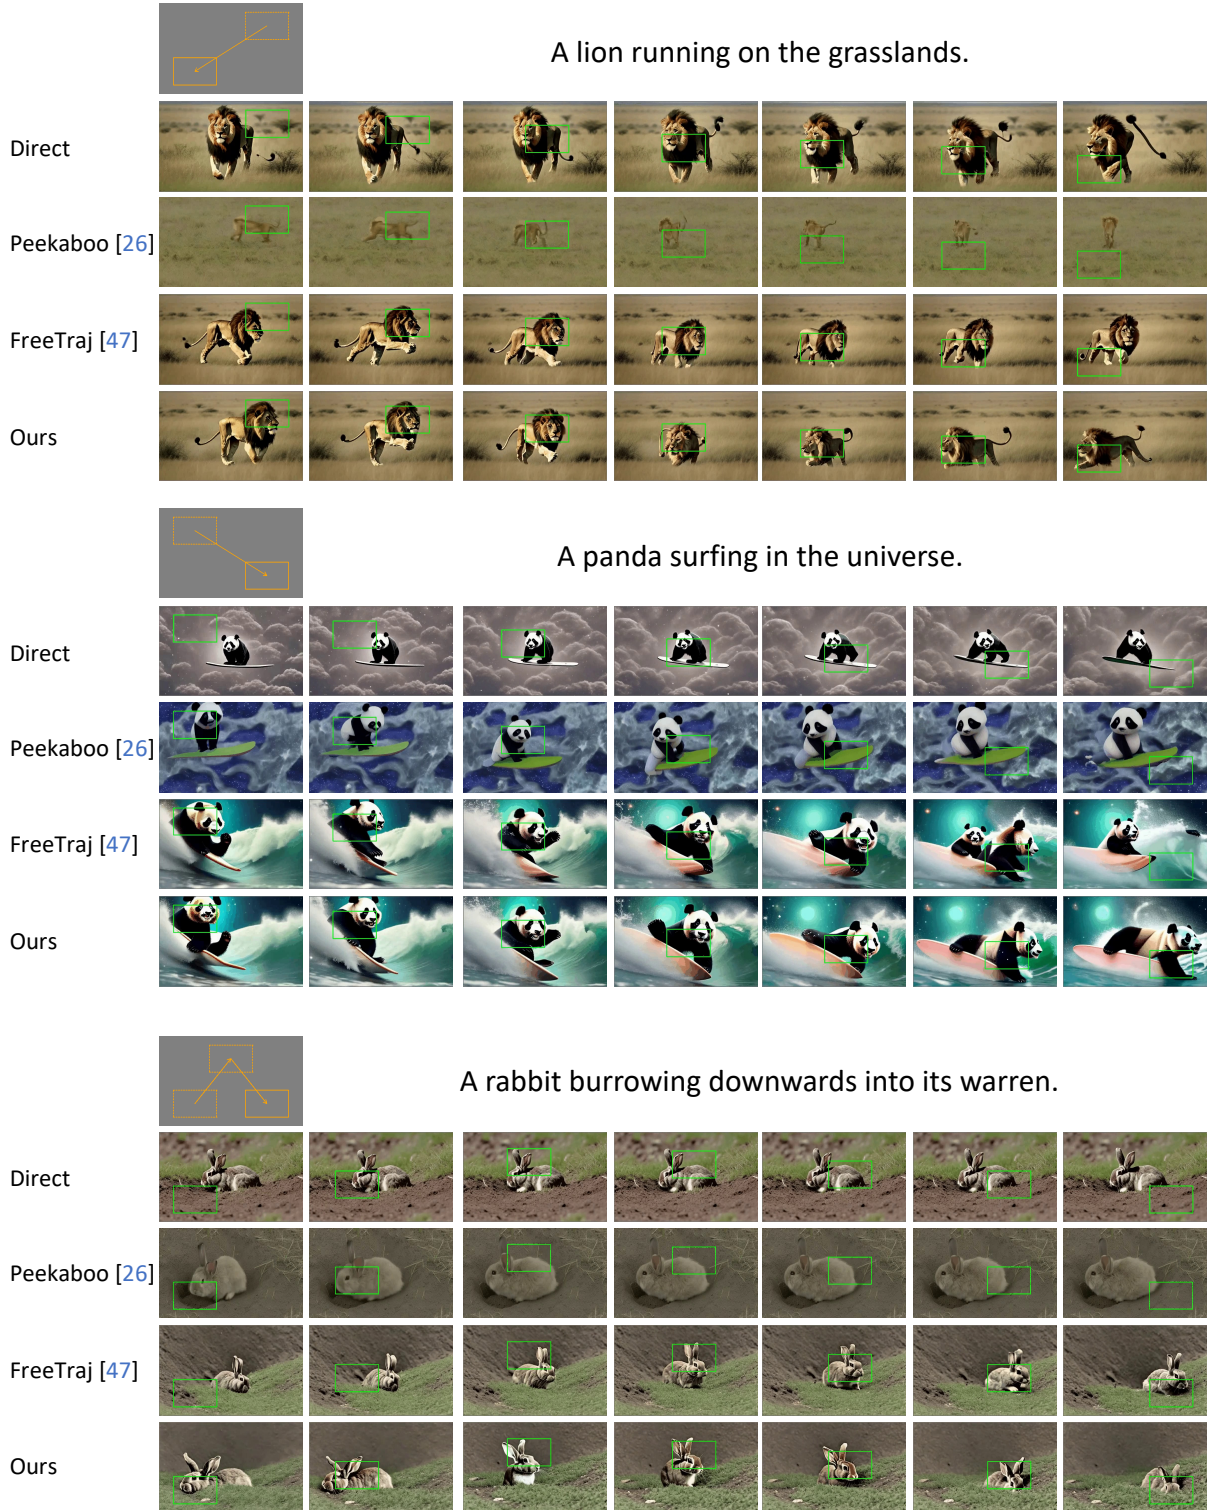 A lion running on the grasslands.
Direct
Peekaboo [26]
FreeTraj [47]
Ours
A panda surfing in the universe.
Direct
Peekaboo [26]
FreeTraj [47]
Ours
A rabbit burrowing downwards into its warren.
Direct
Peekaboo [26]
FreeTraj [47]
Ours